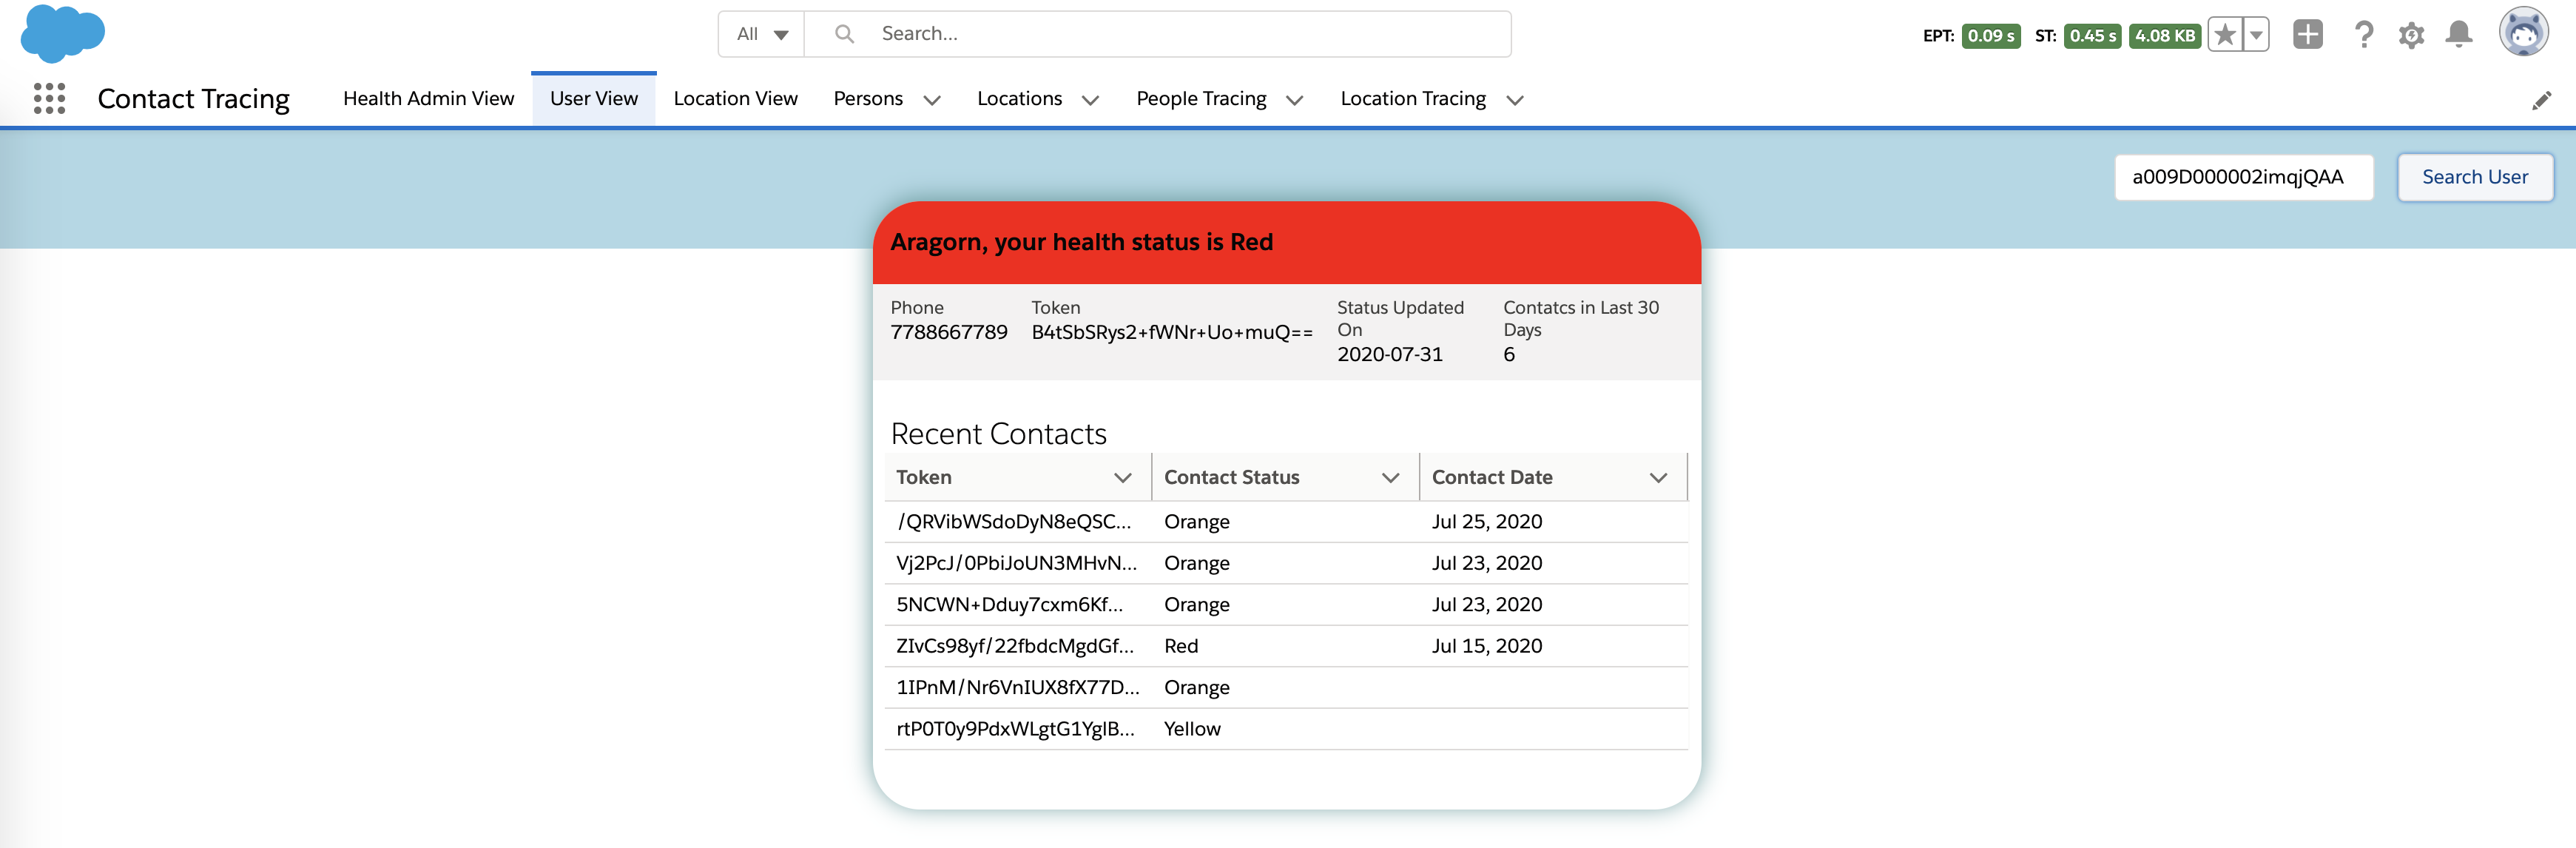 All Search... EPT: 0.09 s ST: 0.45 s 4.08 KB
Contact Tracing Health Admin View User View Location View Persons Locations People Tracing Location Tracing
a009D000002imqjQAA Search User
Aragorn, your health status is Red
Phone Token Status Updated On Contatcs in Last 30 Days
7788667789 B4tSbSRys2+fWNr+Uo+muQ== 2020-07-31 6
Recent Contacts
Token Contact Status Contact Date
/QRVibWSdoDyN8eQSC... Orange Jul 25, 2020
Vj2PcJ/0PbiJoUN3MHvN... Orange Jul 23, 2020
5NCWN+Dduy7cxm6Kf... Orange Jul 23, 2020
ZIvCs98yf/22fbdcMgdGf... Red Jul 15, 2020
1IPnM/Nr6VnIUX8fX77D... Orange
rtP0T0y9PdxWLgtG1YglB... Yellow